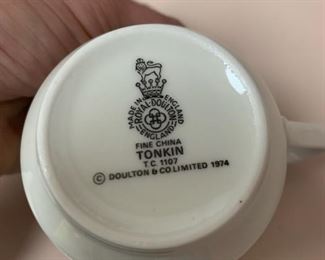 MADE IN ENGLAND
ROYAL DOULTON
ENGLAND
FINE CHINA
TONKIN
T.C. 1107
© DOULTON & CO. LIMITED 1974